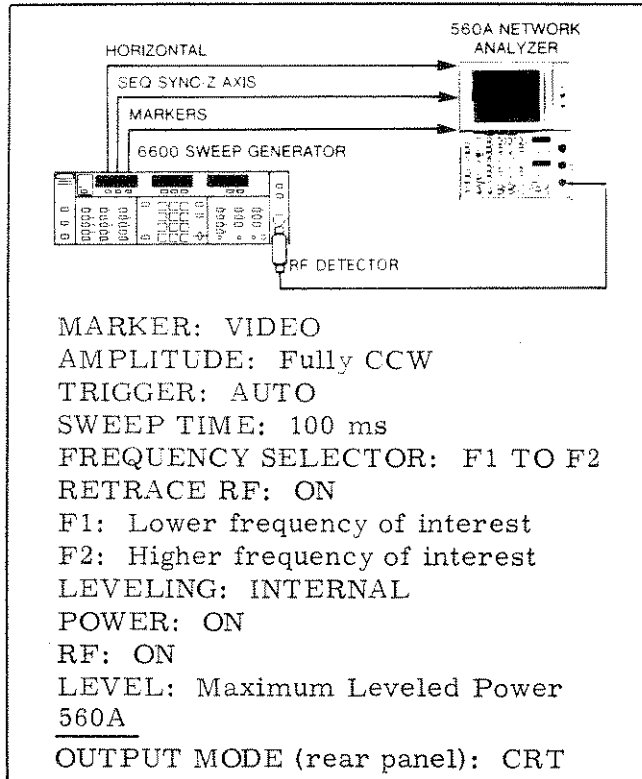 560A NETWORK
ANALYZER
HORIZONTAL
SEQ SYNC-Z AXIS
MARKERS
6600 SWEEP GENERATOR
RF DETECTOR
MARKER: VIDEO
AMPLITUDE: Fully CCW
TRIGGER: AUTO
SWEEP TIME: 100 ms
FREQUENCY SELECTOR: F1 TO F2
RETRACE RF: ON
F1: Lower frequency of interest
F2: Higher frequency of interest
LEVELING: INTERNAL
POWER: ON
RF: ON
LEVEL: Maximum Leveled Power
560A
OUTPUT MODE (rear panel): CRT